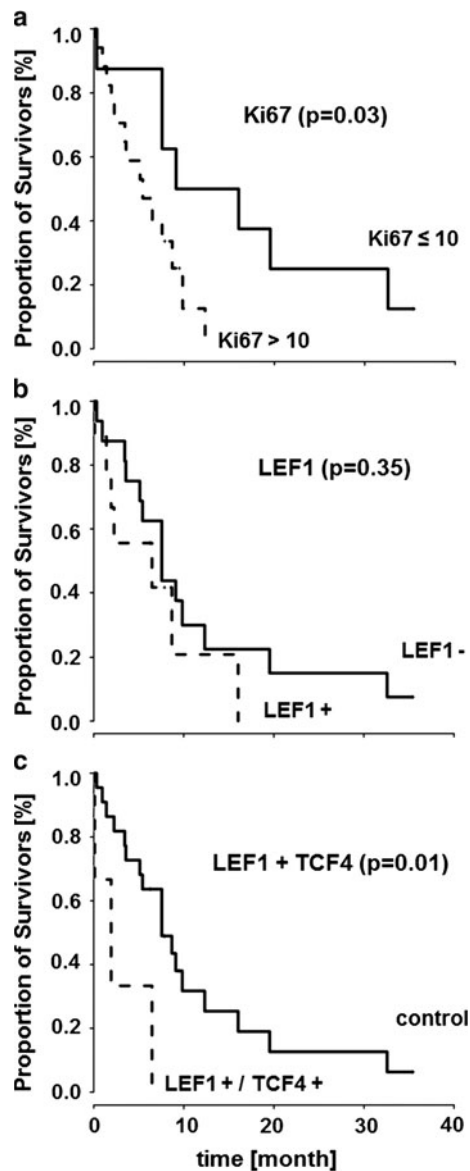 a
Proportion of Survivors [%]
1.0
0.8
0.6
0.4
0.2
0.0
Ki67 (p=0.03)
Ki67 ≤ 10
Ki67 > 10
b
Proportion of Survivors [%]
1.0
0.8
0.6
0.4
0.2
0.0
LEF1 (p=0.35)
LEF1 -
LEF1 +
c
Proportion of Survivors [%]
1.0
0.8
0.6
0.4
0.2
0.0
LEF1 + TCF4 (p=0.01)
control
LEF1 + / TCF4 +
0 10 20 30 40
time [month]